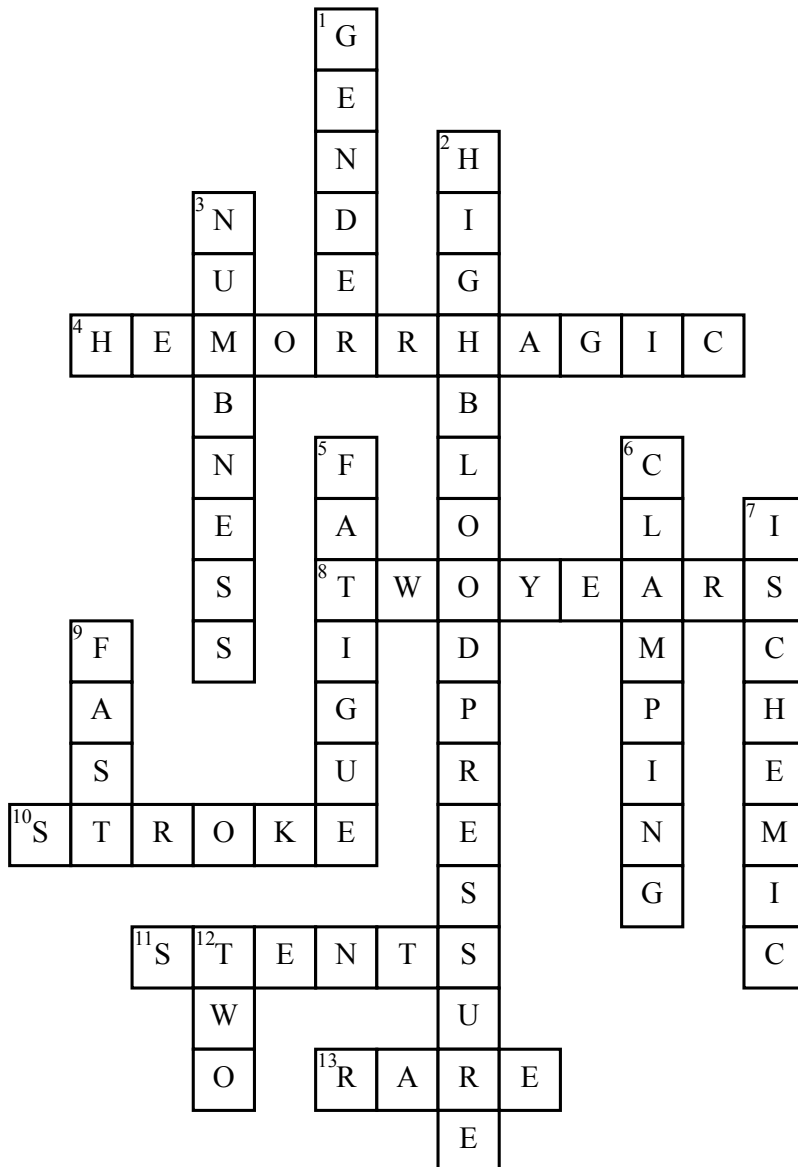 1 G
E
N 2 H
3 N D I
U E G
4 H E M O R R H A G I C
B B
N 5 F L 6 C
E A O L 7 I
S 8 T W O Y E A R S
9 F S I D M C
A G P P H
S U R I E
10 S T R O K E E N M
S G I
11 S 12 T E N T S C
W U
O 13 R A R E
E